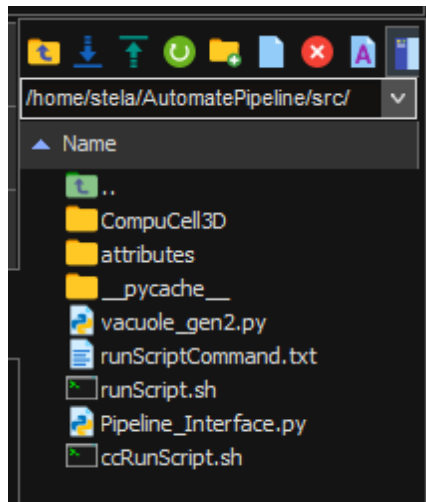 A
/home/stela/AutomatePipeline/src/
Name
..
CompuCell3D
attributes
__pycache__
vacuole_gen2.py
runScriptCommand.txt
runScript.sh
Pipeline_Interface.py
ccRunScript.sh